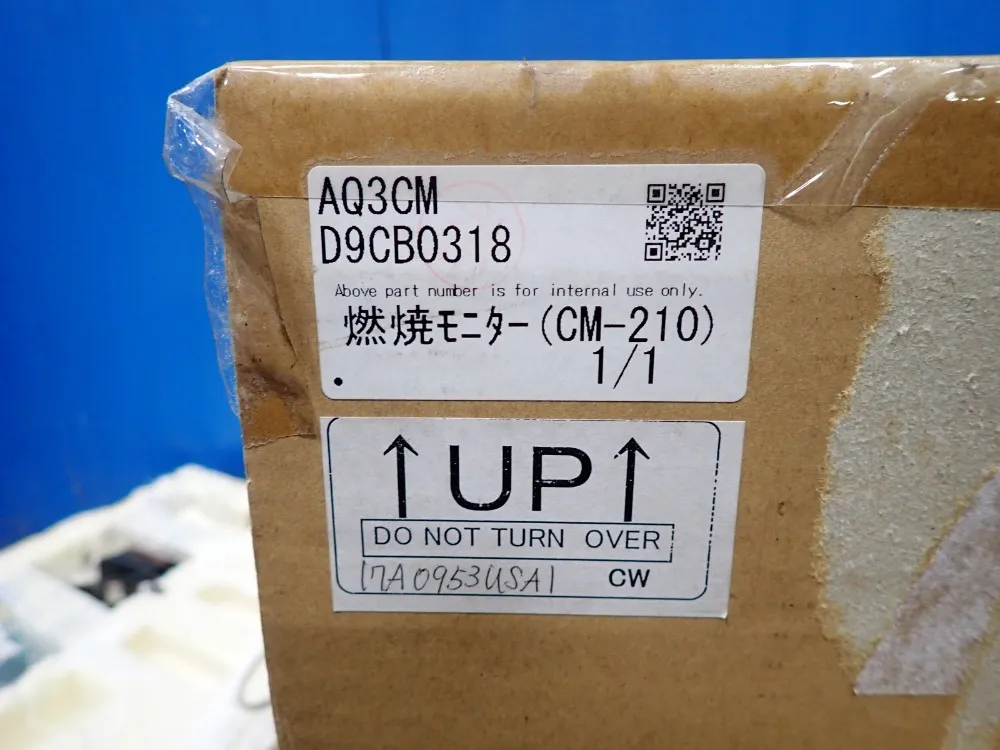 AQ3CM
D9CB0318
Above part number is for internal use only.
燃焼モニター(CM-210)
. 1/1
↑UP↑
DO NOT TURN OVER
17A0953USA1
CW